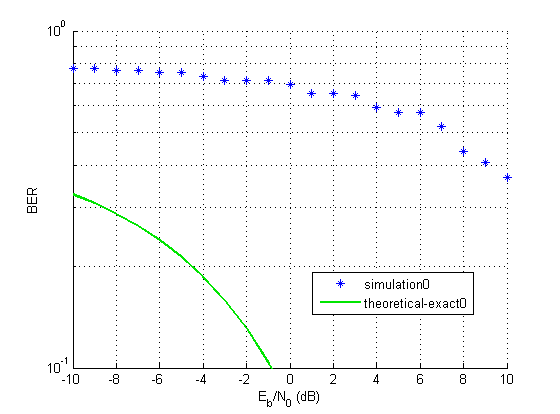 10^0
BER
simulation0
theoretical-exact0
10^-1
-10 -8 -6 -4 -2 0 2 4 6 8 10
E_b/N_0 (dB)